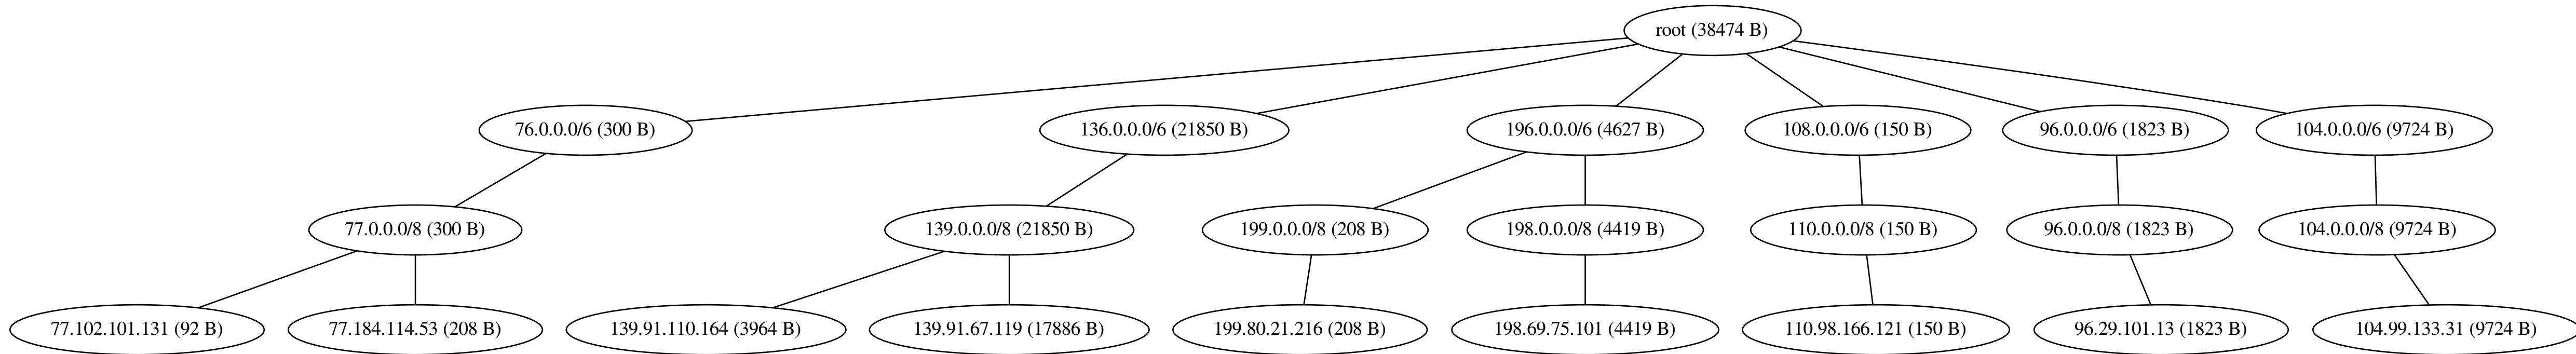 root (38474 B)
76.0.0.0/6 (300 B)
136.0.0.0/6 (21850 B)
196.0.0.0/6 (4627 B)
108.0.0.0/6 (150 B)
96.0.0.0/6 (1823 B)
104.0.0.0/6 (9724 B)
77.0.0.0/8 (300 B)
139.0.0.0/8 (21850 B)
199.0.0.0/8 (208 B)
198.0.0.0/8 (4419 B)
110.0.0.0/8 (150 B)
96.0.0.0/8 (1823 B)
104.0.0.0/8 (9724 B)
77.102.101.131 (92 B)
77.184.114.53 (208 B)
139.91.110.164 (3964 B)
139.91.67.119 (17886 B)
199.80.21.216 (208 B)
198.69.75.101 (4419 B)
110.98.166.121 (150 B)
96.29.101.13 (1823 B)
104.99.133.31 (9724 B)